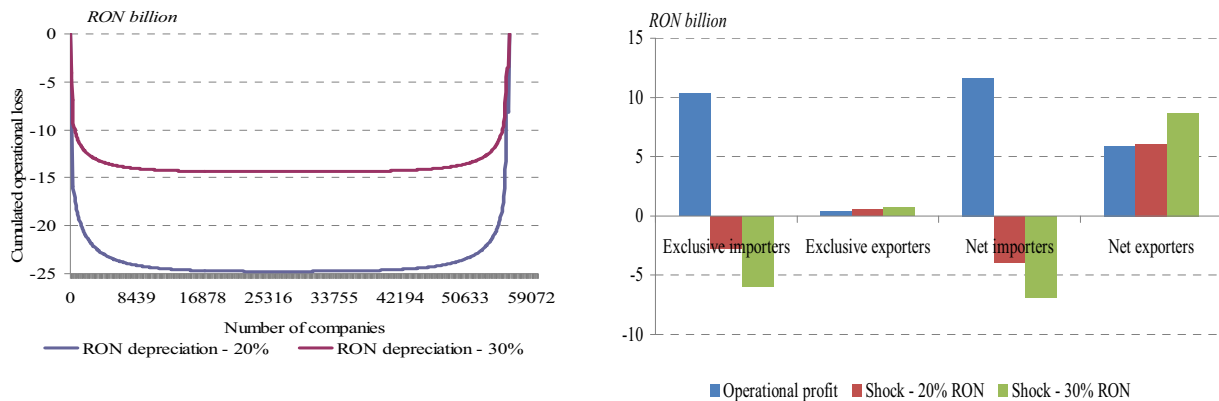 RON billion
0
-5
-10
-15
-20
-25
Cumulated operational loss
0 8439 16878 25316 33755 42194 50633 59072
Number of companies
RON depreciation - 20% RON depreciation - 30%
RON billion
15
10
5
0
-5
-10
Exclusive importers Exclusive exporters Net importers Net exporters
Operational profit Shock - 20% RON Shock - 30% RON